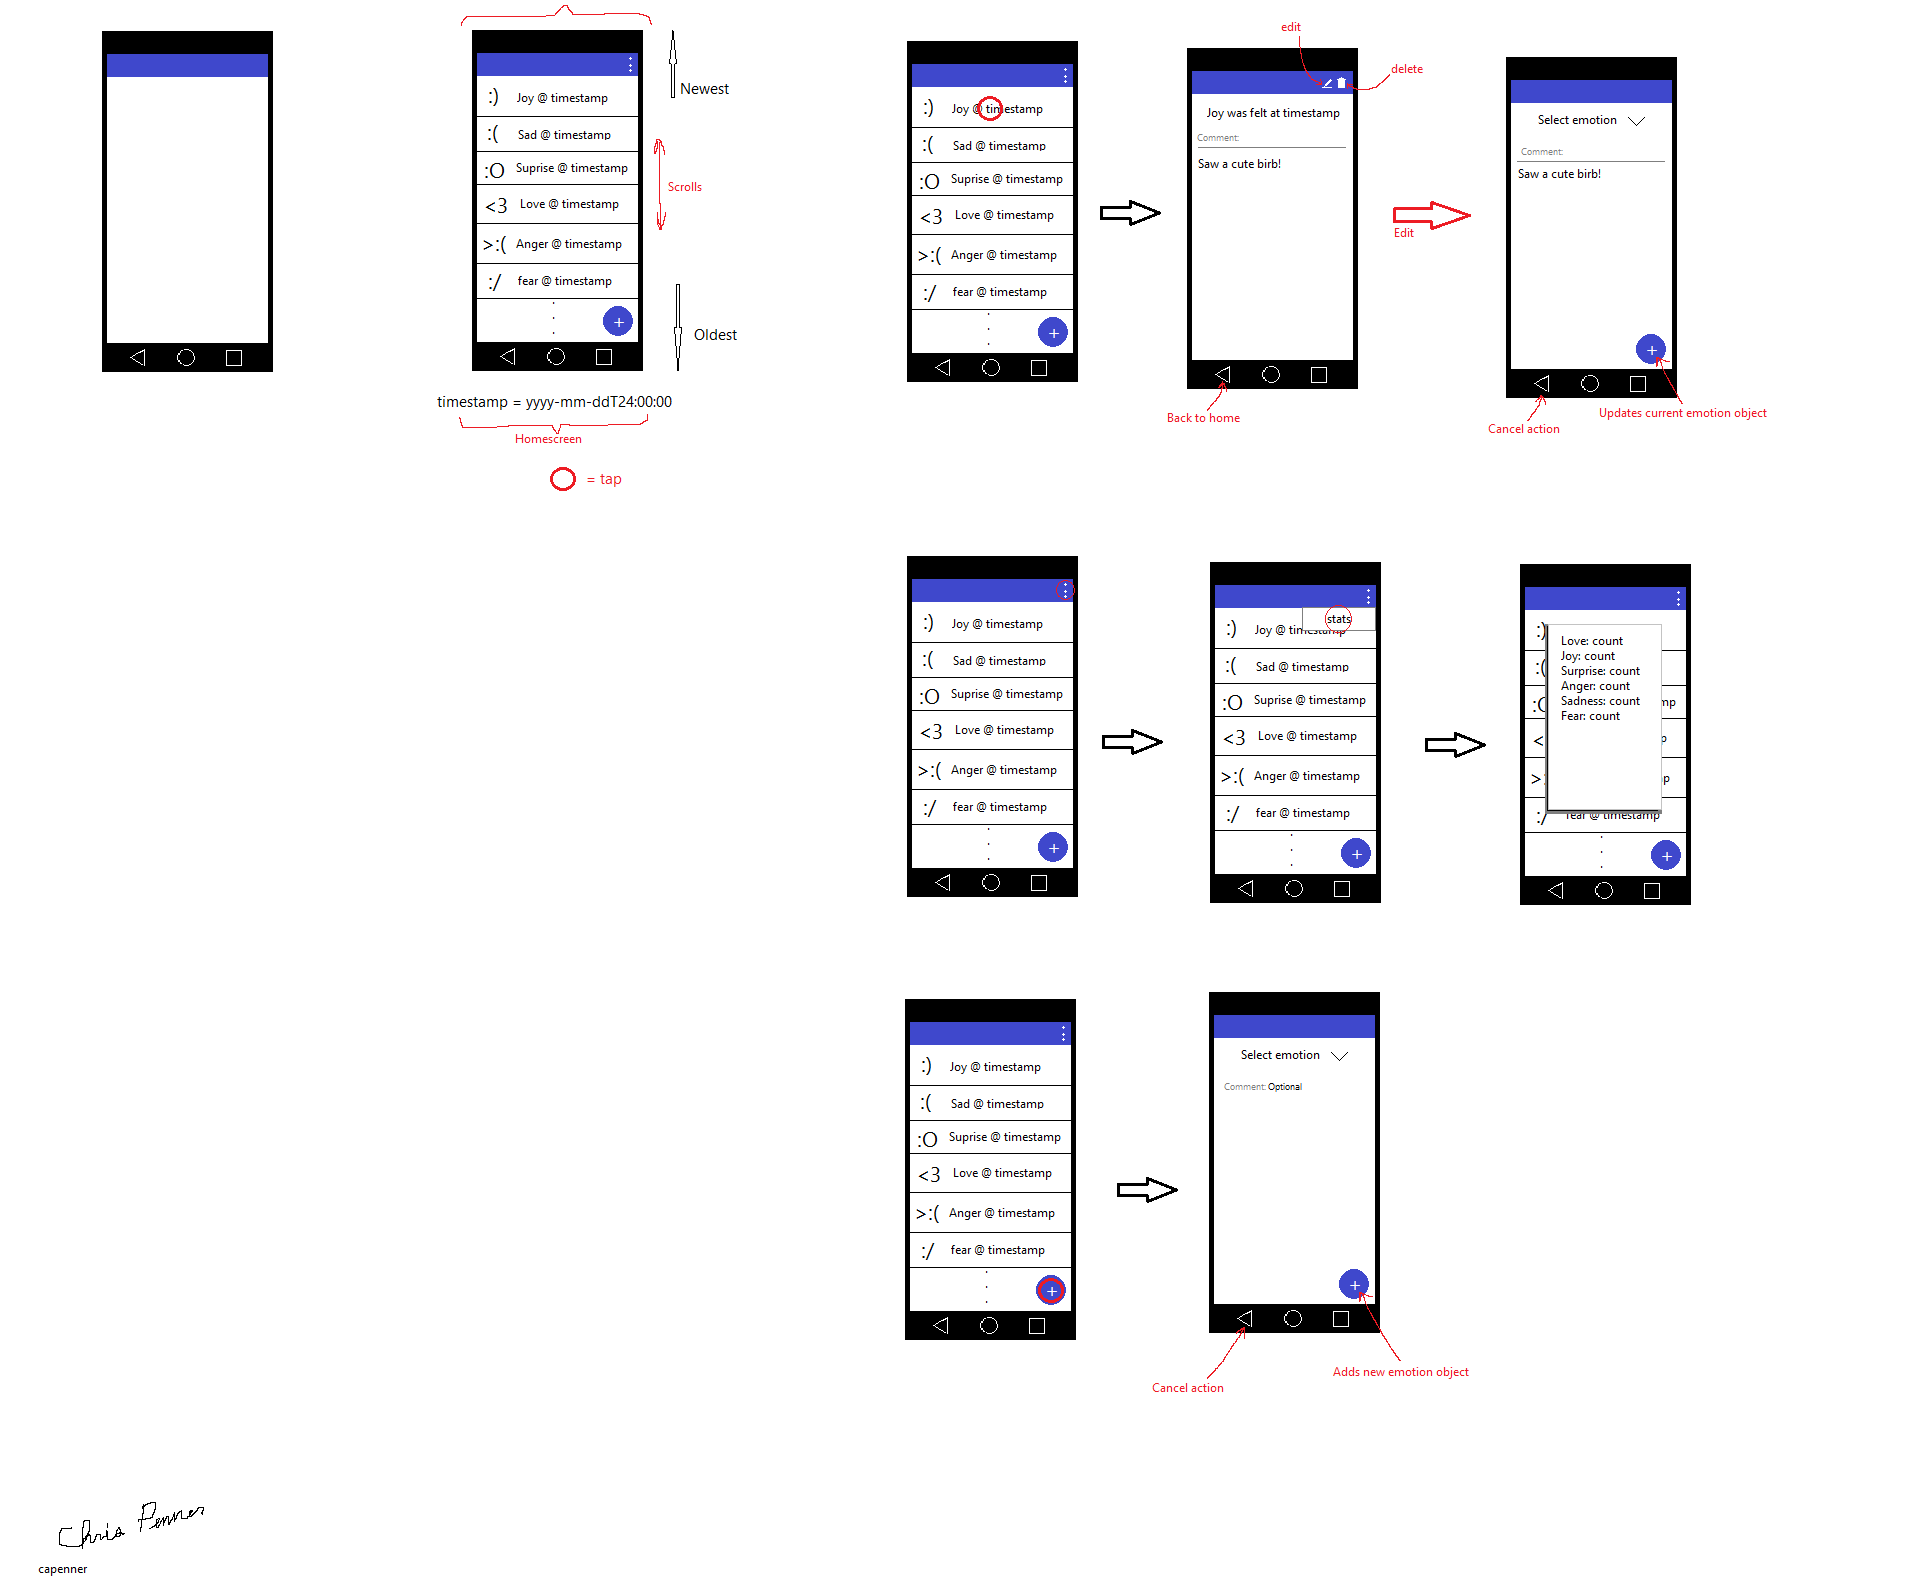 Newest
:) Joy @ timestamp
:( Sad @ timestamp
:O Suprise @ timestamp
<3 Love @ timestamp
>:( Anger @ timestamp
:/ fear @ timestamp
+
Scrolls
Oldest
timestamp = yyyy-mm-ddT24:00:00
Homescreen
= tap
:) Joy @ timestamp
:( Sad @ timestamp
:O Suprise @ timestamp
<3 Love @ timestamp
>:( Anger @ timestamp
:/ fear @ timestamp
+
edit
delete
Joy was felt at timestamp
Comment:
Saw a cute birb!
Back to home
Edit
Select emotion
Comment:
Saw a cute birb!
+
Updates current emotion object
Cancel action
:) Joy @ timestamp
:( Sad @ timestamp
:O Suprise @ timestamp
<3 Love @ timestamp
>:( Anger @ timestamp
:/ fear @ timestamp
+
stats
:) Joy @ timestamp
:( Sad @ timestamp
:O Suprise @ timestamp
<3 Love @ timestamp
>:( Anger @ timestamp
:/ fear @ timestamp
+
Love: count
Joy: count
Surprise: count
Anger: count
Sadness: count
Fear: count
:/ fear @ timestamp
+
:) Joy @ timestamp
:( Sad @ timestamp
:O Suprise @ timestamp
<3 Love @ timestamp
>:( Anger @ timestamp
:/ fear @ timestamp
+
Select emotion
Comment: Optional
+
Adds new emotion object
Cancel action
Chris Penner
capenner